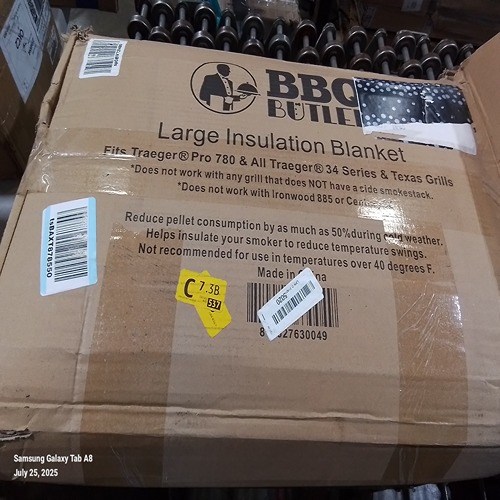 BBQ
BUTLE
Large Insulation Blanket
Fits Traeger® Pro 780 & All Traeger® 34 Series & Texas Grills
*Does not work with any grill that does NOT have a side smokestack.
*Does not work with Ironwood 885 or
Reduce pellet consumption by as much as 50%during cold weather.
Helps insulate your smoker to reduce temperature swings.
Not recommended for use in temperatures over 40 degrees F.
Made in
C 7.3B
537
27630049
Samsung Galaxy Tab A8
July 25, 2025